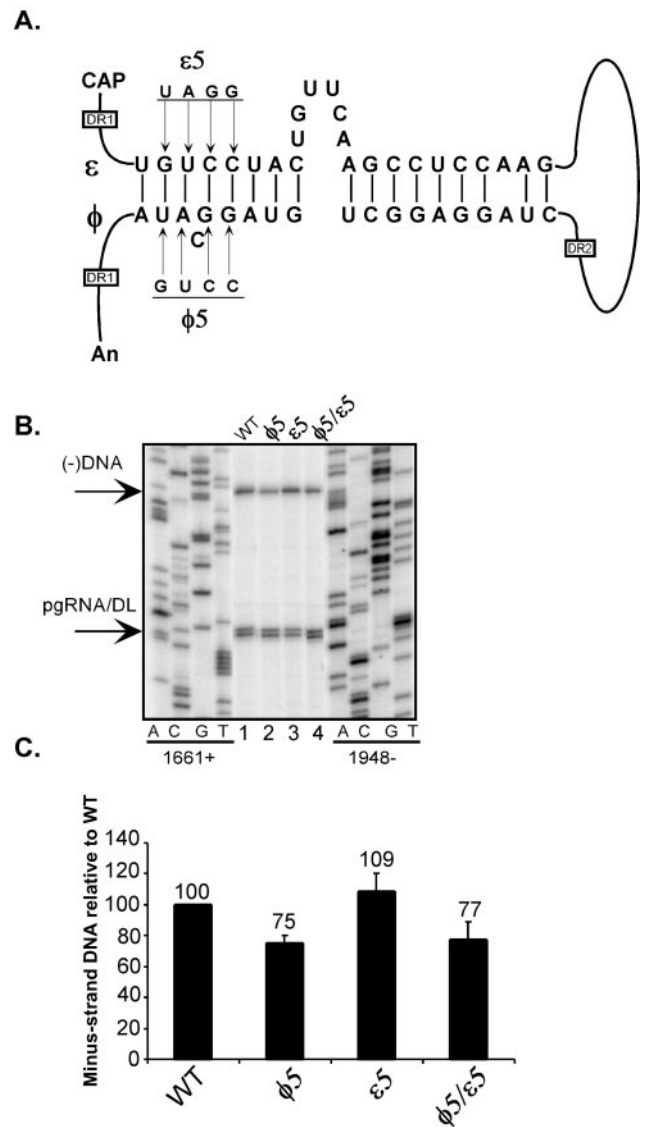 A.
ε5
CAP
U A G G
DR1
U U
G C
U A
ε U G U C C U A C A G C C U C C A A G
ϕ A U A G G A U G U C G G A G G A U C
C
DR2
DR1
G U C C
ϕ5
An
B.
WT ϕ5 ε5 ϕ5/ε5
(-)DNA
pgRNA/DL
A C G T 1 2 3 4 A C G T
1661+ 1948-
C.
Minus-strand DNA relative to WT
140
120
100
80
60
40
20
0
100
75
109
77
WT ϕ5 ε5 ϕ5/ε5